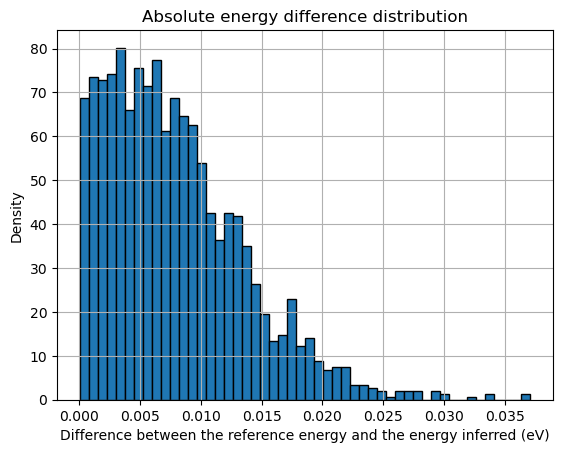 Absolute energy difference distribution
80
70
60
50
40
30
20
10
0
Density
0.000 0.005 0.010 0.015 0.020 0.025 0.030 0.035
Difference between the reference energy and the energy inferred (eV)